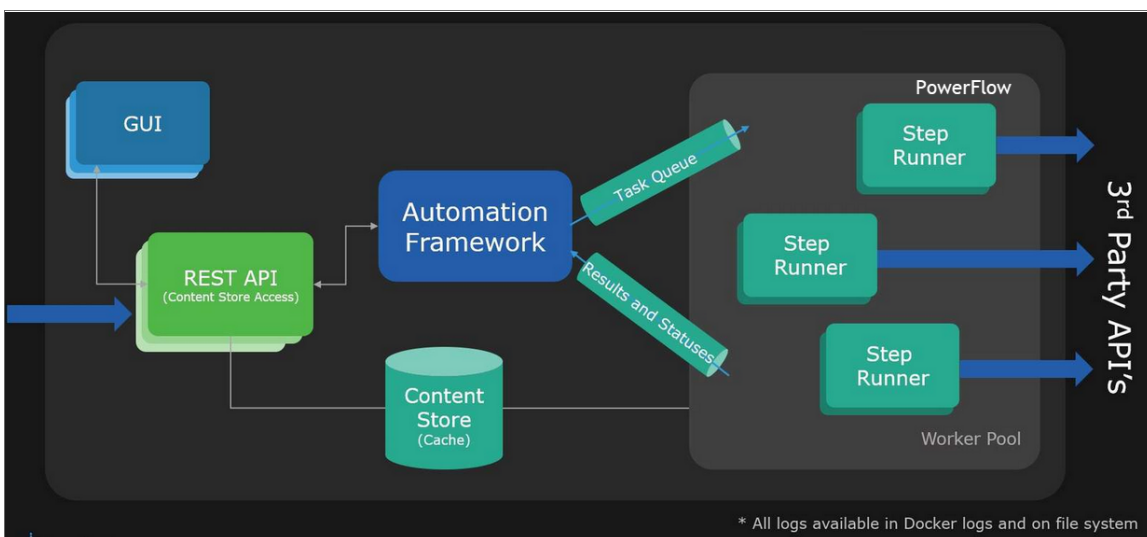 PowerFlow
GUI
Step
Runner
Task Queue
Automation
Framework
Step
Runner
REST API
(Content Store Access)
Results and Statuses
Step
Runner
Content
Store
(Cache)
Worker Pool
3rd Party API's
* All logs available in Docker logs and on file system